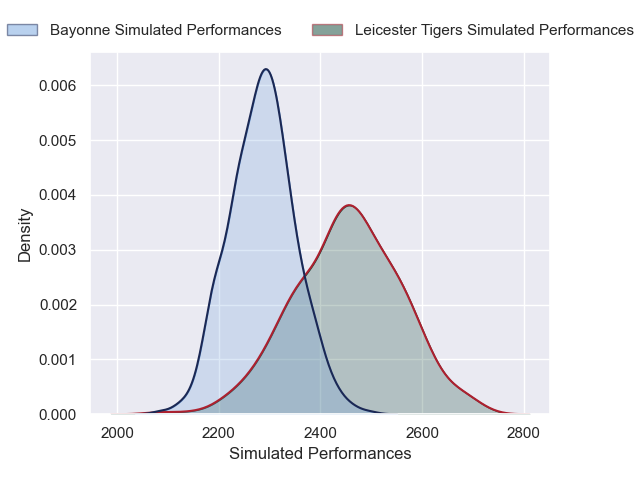 Bayonne Simulated Performances
Leicester Tigers Simulated Performances
0.006
0.005
0.004
0.003
0.002
0.001
0.000
Density
2000 2200 2400 2600 2800
Simulated Performances